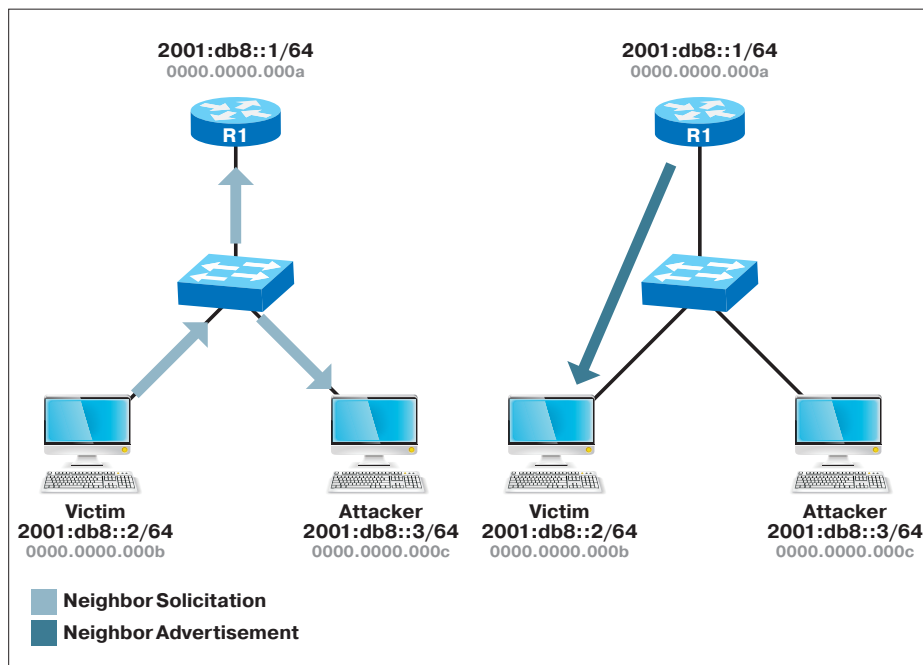 2001:db8::1/64
0000.0000.000a
R1
Victim
2001:db8::2/64
0000.0000.000b
Attacker
2001:db8::3/64
0000.0000.000c
2001:db8::1/64
0000.0000.000a
R1
Victim
2001:db8::2/64
0000.0000.000b
Attacker
2001:db8::3/64
0000.0000.000c
Neighbor Solicitation
Neighbor Advertisement